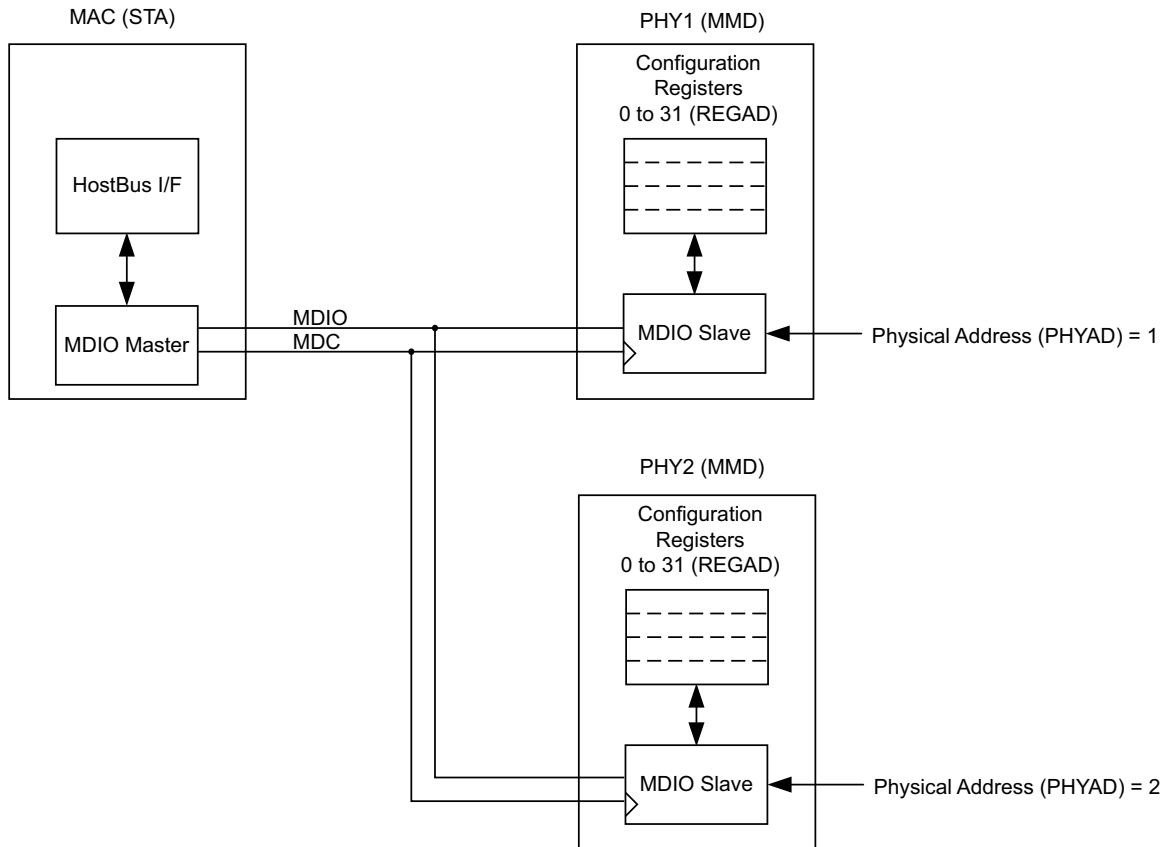 MAC (STA)
HostBus I/F
MDIO Master
MDIO
MDC
PHY1 (MMD)
Configuration
Registers
0 to 31 (REGAD)
MDIO Slave
Physical Address (PHYAD) = 1
PHY2 (MMD)
Configuration
Registers
0 to 31 (REGAD)
MDIO Slave
Physical Address (PHYAD) = 2